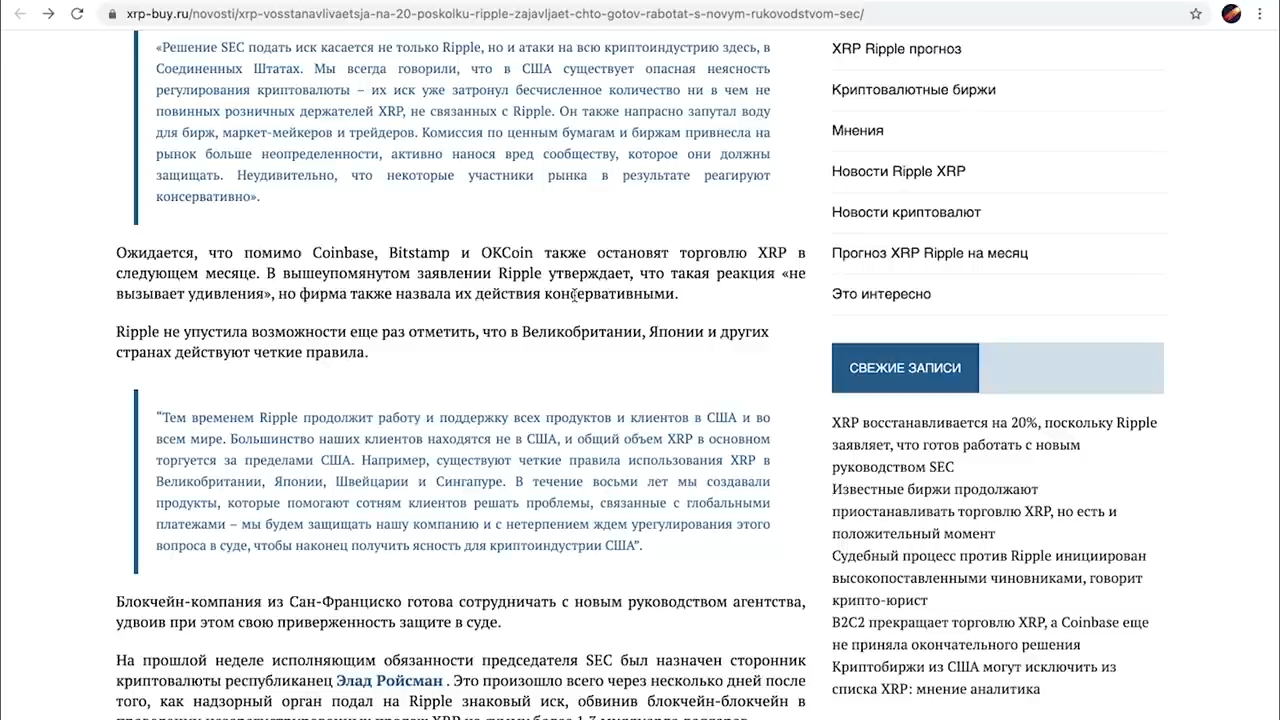 xrp-buy.ru/novosti/xrp-vosstanavlivaetsja-na-20-poskolku-ripple-zajavljaet-chto-gotov-rabotat-s-novym-rukovodstvom-sec/
«Решение SEC подать иск касается не только Ripple, но и атаки на всю криптоиндустрию здесь, в
Соединенных Штатах. Мы всегда говорили, что в США существует опасная неясность
регулирования криптовалюты – их иск уже затронул бесчисленное количество ни в чем не
повинных розничных держателей XRP, не связанных с Ripple. Он также напрасно запутал воду
для бирж, маркет-мейкеров и трейдеров. Комиссия по ценным бумагам и биржам привнесла на
рынок больше неопределенности, активно нанося вред сообществу, которое они должны
защищать. Неудивительно, что некоторые участники рынка в результате реагируют
консервативно».
Ожидается, что помимо Coinbase, Bitstamp и OKCoin также остановят торговлю XRP в
следующем месяце. В вышеупомянутом заявлении Ripple утверждает, что такая реакция «не
вызывает удивления», но фирма также назвала их действия консервативными.
Ripple не упустила возможности еще раз отметить, что в Великобритании, Японии и других
странах действуют четкие правила.
“Тем временем Ripple продолжит работу и поддержку всех продуктов и клиентов в США и во
всем мире. Большинство наших клиентов находятся не в США, и общий объем XRP в основном
торгуется за пределами США. Например, существуют четкие правила использования XRP в
Великобритании, Японии, Швейцарии и Сингапуре. В течение восьми лет мы создавали
продукты, которые помогают сотням клиентов решать проблемы, связанные с глобальными
платежами – мы будем защищать нашу компанию и с нетерпением ждем урегулирования этого
вопроса в суде, чтобы наконец получить ясность для криптоиндустрии США”.
Блокчейн-компания из Сан-Франциско готова сотрудничать с новым руководством агентства,
удвоив при этом свою приверженность защите в суде.
На прошлой неделе исполняющим обязанности председателя SEC был назначен сторонник
криптовалюты республиканец Элад Ройсман . Это произошло всего через несколько дней после
того, как надзорный орган подал на Ripple знаковый иск, обвинив блокчейн-блокчейн в
проведении незарегистрированных продаж XRP на сумму более 1,3 миллиарда долларов.
XRP Ripple прогноз
Криптовалютные биржи
Мнения
Новости Ripple XRP
Новости криптовалют
Прогноз XRP Ripple на месяц
Это интересно
СВЕЖИЕ ЗАПИСИ
XRP восстанавливается на 20%, поскольку Ripple
заявляет, что готов работать с новым
руководством SEC
Известные биржи продолжают
приостанавливать торговлю XRP, но есть и
положительный момент
Судебный процесс против Ripple инициирован
высокопоставленными чиновниками, говорит
крипто-юрист
B2C2 прекращает торговлю XRP, а Coinbase еще
не приняла окончательного решения
Криптобиржи из США могут исключить из
списка XRP: мнение аналитика